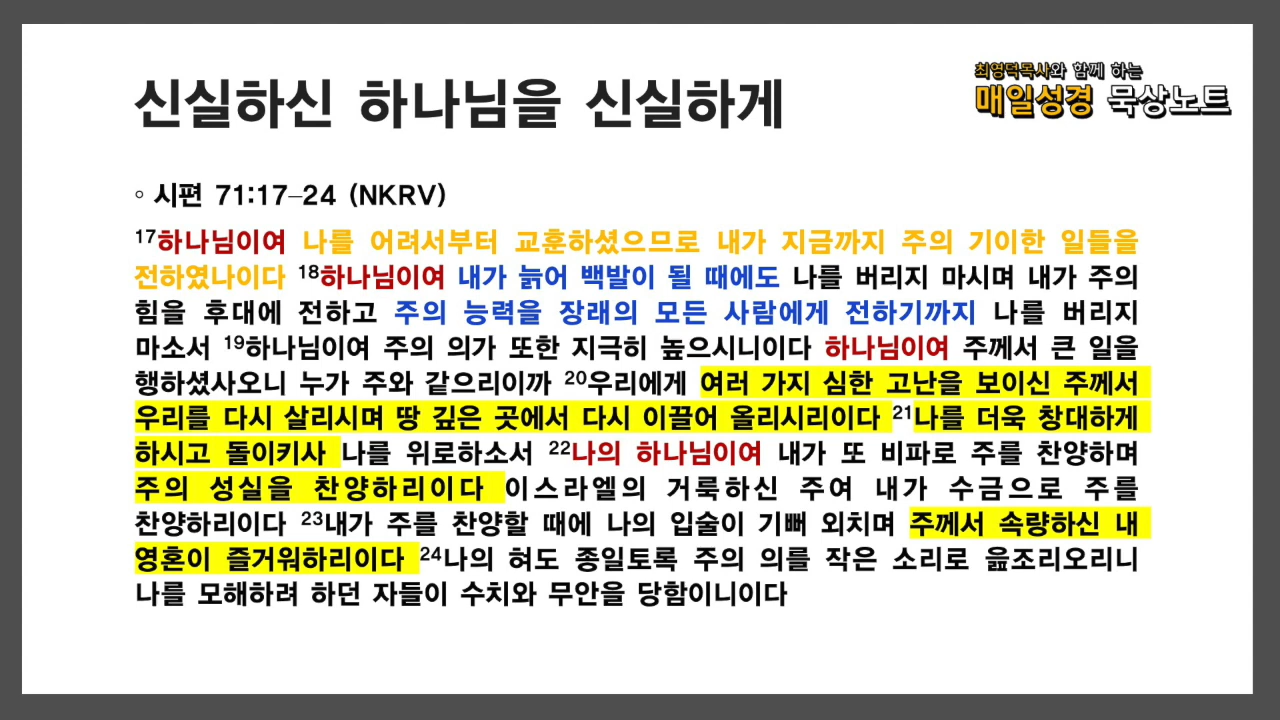 신실하신 하나님을 신실하게
최영덕목사와 함께 하는
매일성경 묵상노트
◦ 시편 71:17–24 (NKRV)
¹⁷하나님이여 나를 어려서부터 교훈하셨으므로 내가 지금까지 주의 기이한 일들을
전하였나이다 ¹⁸하나님이여 내가 늙어 백발이 될 때에도 나를 버리지 마시며 내가 주의
힘을 후대에 전하고 주의 능력을 장래의 모든 사람에게 전하기까지 나를 버리지
마소서 ¹⁹하나님이여 주의 의가 또한 지극히 높으시니이다 하나님이여 주께서 큰 일을
행하셨사오니 누가 주와 같으리이까 ²⁰우리에게 여러 가지 심한 고난을 보이신 주께서
우리를 다시 살리시며 땅 깊은 곳에서 다시 이끌어 올리시리이다 ²¹나를 더욱 창대하게
하시고 돌이키사 나를 위로하소서 ²²나의 하나님이여 내가 또 비파로 주를 찬양하며
주의 성실을 찬양하리이다 이스라엘의 거룩하신 주여 내가 수금으로 주를
찬양하리이다 ²³내가 주를 찬양할 때에 나의 입술이 기뻐 외치며 주께서 속량하신 내
영혼이 즐거워하리이다 ²⁴나의 혀도 종일토록 주의 의를 작은 소리로 읊조리오리니
나를 모해하려 하던 자들이 수치와 무안을 당함이니이다